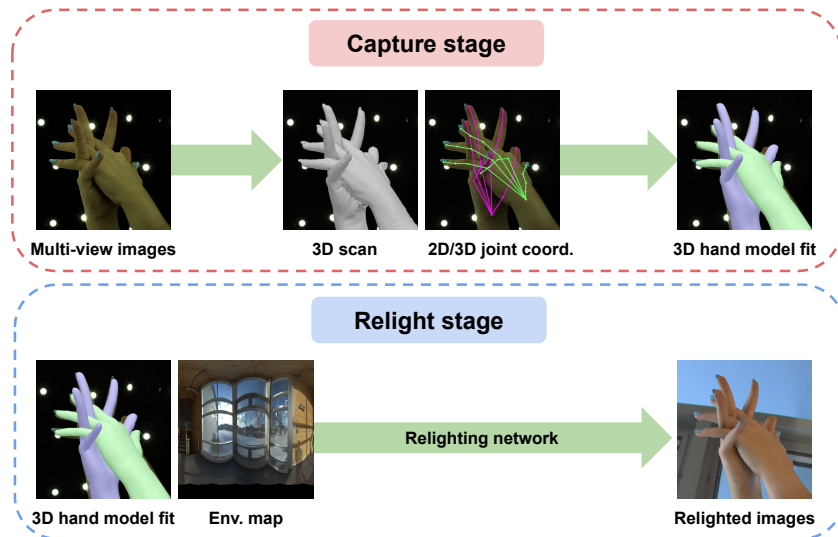 Capture stage
Multi-view images
3D scan
2D/3D joint coord.
3D hand model fit
Relight stage
Relighting network
3D hand model fit
Env. map
Relighted images